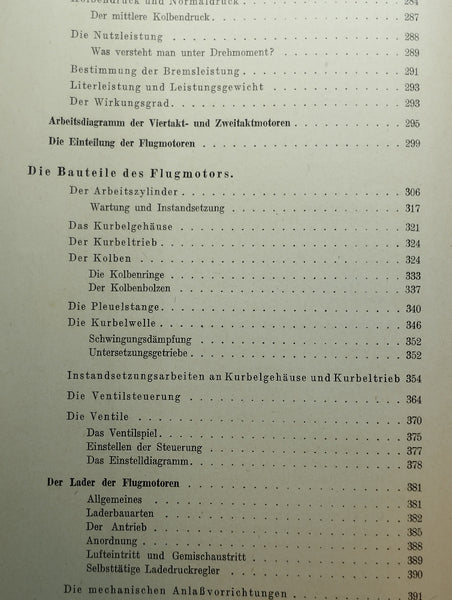 Kolbendruck und Normaldruck . . . . . . . . . . 284
Der mittlere Kolbendruck . . . . . . . . . . 287
Die Nutzleistung . . . . . . . . . . 288
Was versteht man unter Drehmoment? . . . . . . . . . . 289
Bestimmung der Bremsleistung . . . . . . . . . . 291
Literleistung und Leistungsgewicht . . . . . . . . . . 293
Der Wirkungsgrad . . . . . . . . . . 293
Arbeitsdiagramm der Viertakt- und Zweitaktmotoren . . . . . . . . . . 295
Die Einteilung der Flugmotoren . . . . . . . . . . 299
Die Bauteile des Flugmotors.
Der Arbeitszylinder . . . . . . . . . . 306
Wartung und Instandsetzung . . . . . . . . . . 317
Das Kurbelgehäuse . . . . . . . . . . 321
Der Kurbeltrieb . . . . . . . . . . 324
Der Kolben . . . . . . . . . . 324
Die Kolbenringe . . . . . . . . . . 333
Der Kolbenbolzen . . . . . . . . . . 337
Die Pleuelstange . . . . . . . . . . 340
Die Kurbelwelle . . . . . . . . . . 346
Schwingungsdämpfung . . . . . . . . . . 352
Untersetzungsgetriebe . . . . . . . . . . 352
Instandsetzungsarbeiten an Kurbelgehäuse und Kurbeltrieb 354
Die Ventilsteuerung . . . . . . . . . . 364
Die Ventile . . . . . . . . . . 370
Das Ventilspiel . . . . . . . . . . 375
Einstellen der Steuerung . . . . . . . . . . 377
Das Einstelldiagramm . . . . . . . . . . 378
Der Lader der Flugmotoren . . . . . . . . . . 381
Allgemeines . . . . . . . . . . 381
Laderbauarten . . . . . . . . . . 382
Der Antrieb . . . . . . . . . . 385
Anordnung . . . . . . . . . . 388
Lufteintritt und Gemischaustritt . . . . . . . . . . 389
Selbsttätige Ladedruckregler . . . . . . . . . . 390
Die mechanischen Anlaßvorrichtungen . . . . . . . . . . 391